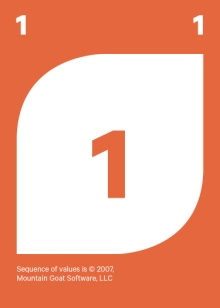 1 1
1
Sequence of values is © 2007,
Mountain Goat Software, LLC